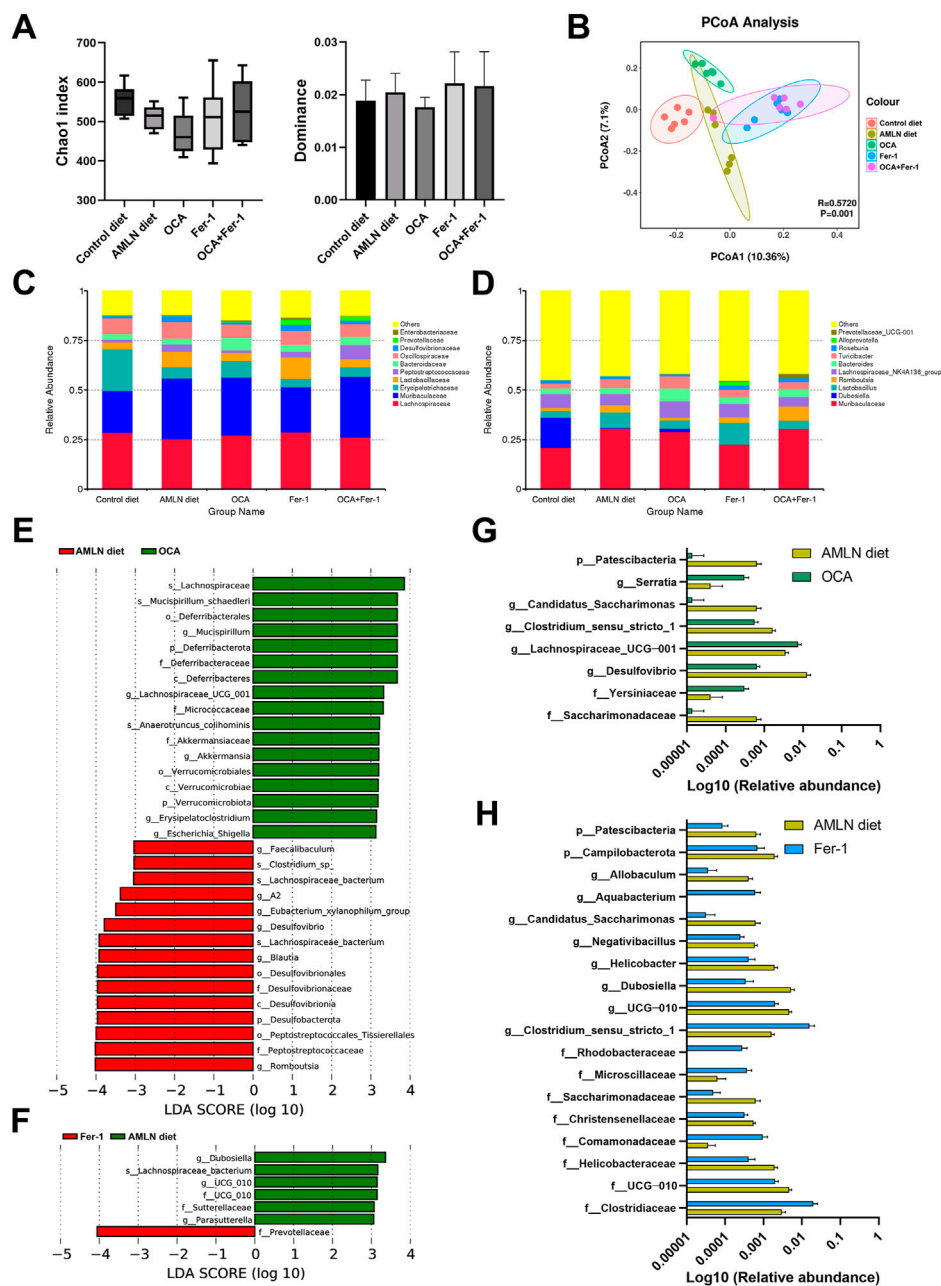 A
Chao1 index
700
600
500
400
300
Control diet
AMLN diet
OCA
Fer-1
OCA+Fer-1
Dominance
0.03
0.02
0.01
0.00
Control diet
AMLN diet
OCA
Fer-1
OCA+Fer-1
B
PCoA Analysis
PCoA2 (7.1%)
0.2
0.0
-0.2
-0.4
-0.2
0.0
0.2
0.4
PCoA1 (10.36%)
R=0.5720
P=0.001
Colour
Control diet
AMLN diet
OCA
Fer-1
OCA+Fer-1
C
Relative Abundance
1
0.75
0.5
0.25
0
Control diet
AMLN diet
OCA
Fer-1
OCA+Fer-1
Group Name
Others
Enterobacteriaceae
Prevotellaceae
Desulfovibrionaceae
Oscillospiraceae
Bacteroidaceae
Peptostreptococcaceae
Lactobacillaceae
Erysipelotrichaceae
Muribaculaceae
Lachnospiraceae
D
Relative Abundance
1
0.75
0.5
0.25
0
Control diet
AMLN diet
OCA
Fer-1
OCA+Fer-1
Group Name
Others
Prevotellaceae_UCG-001
Alloprevotella
Roseburia
Turicibacter
Bacteroides
Lachnospiraceae_NK4A136_group
Romboutsia
Lactobacillus
Dubosiella
Muribaculaceae
E
AMLN diet
OCA
s__Lachnospiraceae
s__Mucispirillum_schaedleri
o__Deferribacterales
g__Mucispirillum
p__Deferribacterota
f__Deferribacteraceae
c__Deferribacteres
g__Lachnospiraceae_UCG_001
f__Micrococcaceae
s__Anaerotruncus_colihominis
f__Akkermansiaceae
g__Akkermansia
o__Verrucomicrobiales
c__Verrucomicrobiae
p__Verrucomicrobiota
g__Erysipelatoclostridium
g__Escherichia_Shigella
g__Faecalibaculum
s__Clostridium_sp_
s__Lachnospiraceae_bacterium
g__A2
g__Eubacterium_xylanophilum_group
g__Desulfovibrio
s__Lachnospiraceae_bacterium
g__Blautia
o__Desulfovibrionales
f__Desulfovibrionaceae
c__Desulfovibrionia
p__Desulfobacterota
o__Peptostreptococcales_Tissierellales
f__Peptostreptococcaceae
g__Romboutsia
−5
−4
−3
−2
−1
0
1
2
3
4
LDA SCORE (log 10)
F
Fer-1
AMLN diet
g__Dubosiella
s__Lachnospiraceae_bacterium
g__UCG_010
f__UCG_010
f__Sutterellaceae
g__Parasutterella
f__Prevotellaceae
−5
−4
−3
−2
−1
0
1
2
3
4
LDA SCORE (log 10)
G
p__Patescibacteria
g__Serratia
g__Candidatus_Saccharimonas
g__Clostridium_sensu_stricto_1
g__Lachnospiraceae_UCG-001
g__Desulfovibrio
f__Yersiniaceae
f__Saccharimonadaceae
AMLN diet
OCA
0.00001
0.0001
0.001
0.01
0.1
1
Log10 (Relative abundance)
H
p__Patescibacteria
p__Campilobacterota
g__Allobaculum
g__Aquabacterium
g__Candidatus_Saccharimonas
g__Negativibacillus
g__Helicobacter
g__Dubosiella
g__UCG-010
g__Clostridium_sensu_stricto_1
f__Rhodobacteraceae
f__Microscillaceae
f__Saccharimonadaceae
f__Christensenellaceae
f__Comamonadaceae
f__Helicobacteraceae
f__UCG-010
f__Clostridiaceae
AMLN diet
Fer-1
0.00001
0.0001
0.001
0.01
0.1
1
Log10 (Relative abundance)